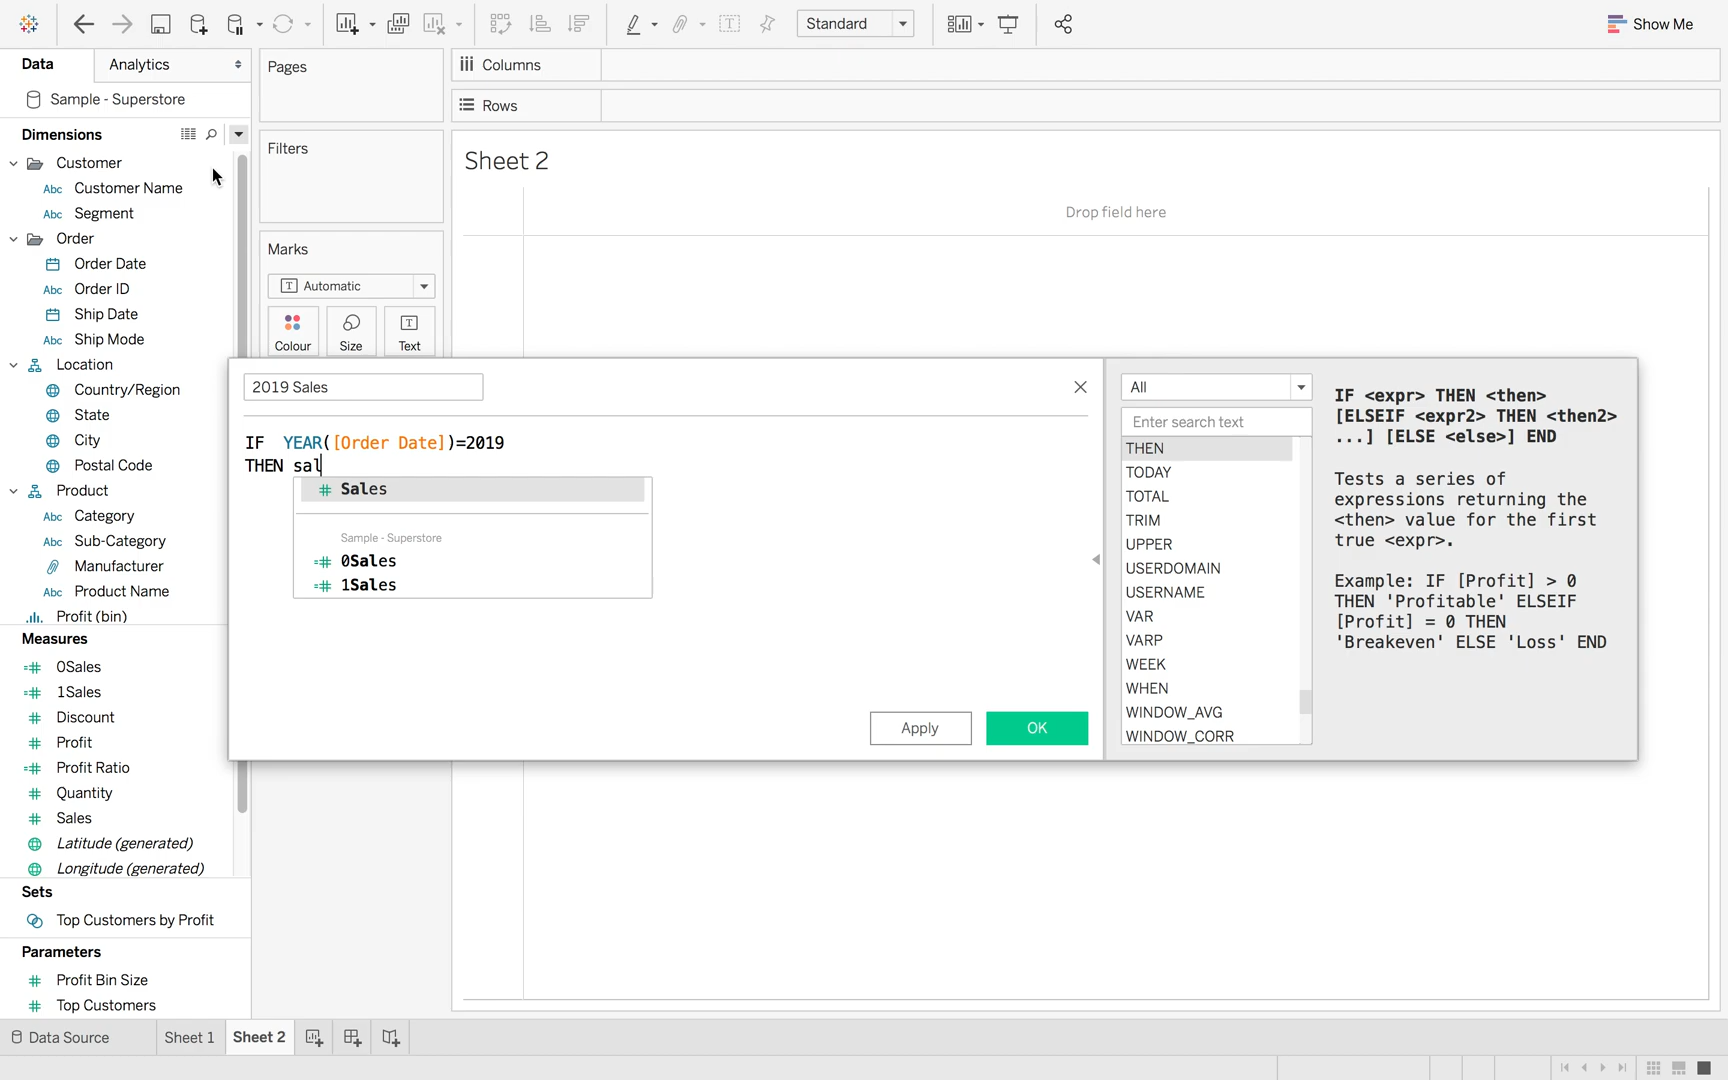 Standard
Show Me
Data
Analytics
Sample - Superstore
Dimensions
Customer
Abc Customer Name
Abc Segment
Order
Order Date
Abc Order ID
Ship Date
Abc Ship Mode
Location
Country/Region
State
City
Postal Code
Product
Abc Category
Abc Sub-Category
Manufacturer
Abc Product Name
Profit (bin)
Measures
=# 0Sales
=# 1Sales
# Discount
# Profit
=# Profit Ratio
# Quantity
# Sales
Latitude (generated)
Longitude (generated)
Sets
Top Customers by Profit
Parameters
# Profit Bin Size
# Top Customers
Pages
Filters
Marks
T Automatic
Colour
Size
T
Text
Columns
Rows
Sheet 2
Drop field here
2019 Sales
IF YEAR([Order Date])=2019
THEN sal
# Sales
Sample - Superstore
=# 0Sales
=# 1Sales
Apply
OK
All
Enter search text
THEN
TODAY
TOTAL
TRIM
UPPER
USERDOMAIN
USERNAME
VAR
VARP
WEEK
WHEN
WINDOW_AVG
WINDOW_CORR
IF <expr> THEN <then>
[ELSEIF <expr2> THEN <then2>
...] [ELSE <else>] END
Tests a series of
expressions returning the
<then> value for the first
true <expr>.
Example: IF [Profit] > 0
THEN 'Profitable' ELSEIF
[Profit] = 0 THEN
'Breakeven' ELSE 'Loss' END
Data Source
Sheet 1
Sheet 2